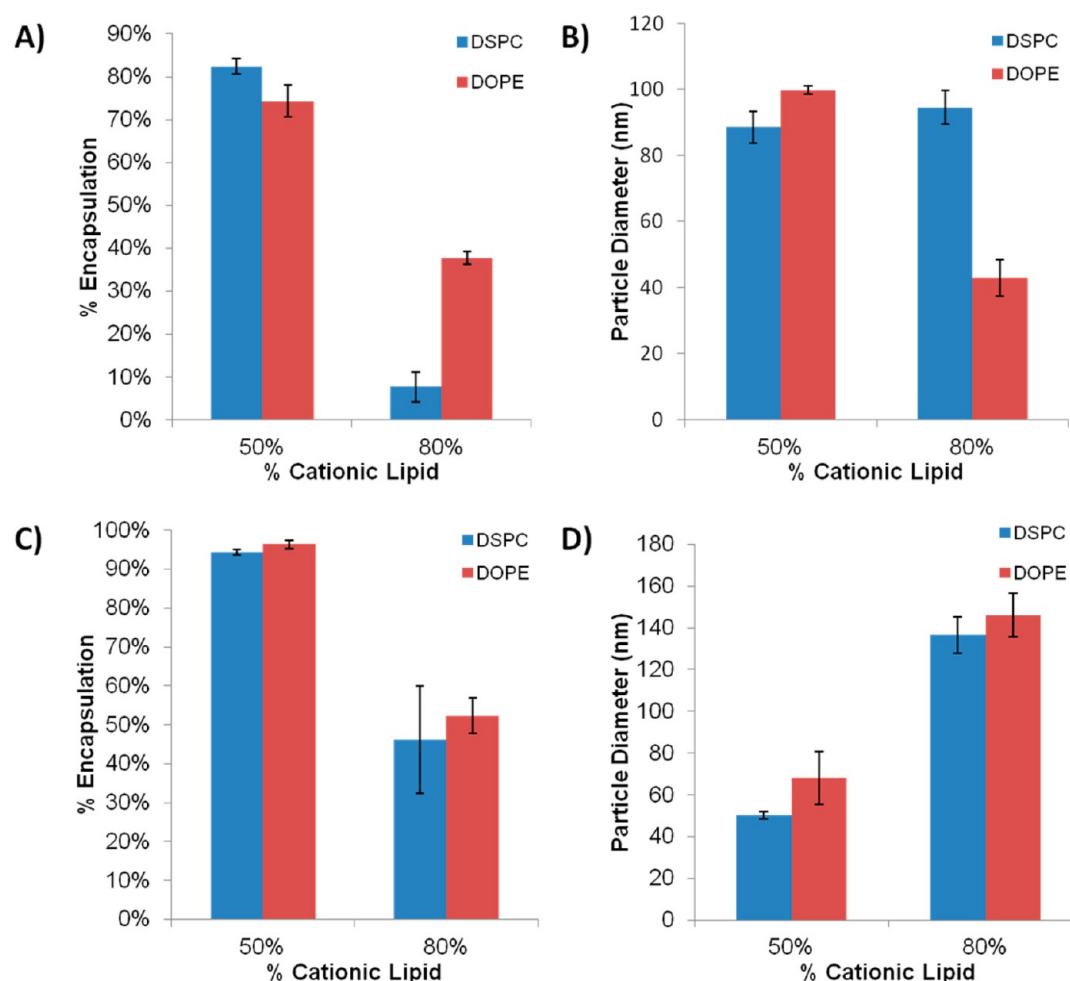 A)
90%
80%
70%
60%
50%
40%
30%
20%
10%
0%
% Encapsulation
DSPC
DOPE
50%
80%
% Cationic Lipid
B)
120
100
80
60
40
20
0
Particle Diameter (nm)
DSPC
DOPE
50%
80%
% Cationic Lipid
C)
100%
90%
80%
70%
60%
50%
40%
30%
20%
10%
0%
% Encapsulation
DSPC
DOPE
50%
80%
% Cationic Lipid
D)
180
160
140
120
100
80
60
40
20
0
Particle Diameter (nm)
DSPC
DOPE
50%
80%
% Cationic Lipid